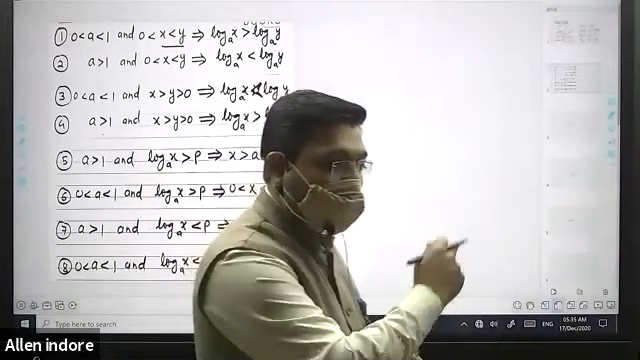 ① 0<a<1 and 0<x<y ⇒ logₐx > logₐy
② a>1 and 0<x<y ⇒ logₐx < logₐy
③ 0<a<1 and x>y>0 ⇒ logₐx < log y
④ a>1 and x>y>0 ⇒ logₐx >
⑤ a>1 and logₐx > p ⇒ x > a
⑥ 0<a<1 and logₐx > p ⇒ 0<x
⑦ a>1 and logₐx < p ⇒
⑧ 0<a<1 and logₐx <
Type here to search
ENG
05:35 AM
17/Dec/2020
Allen indore